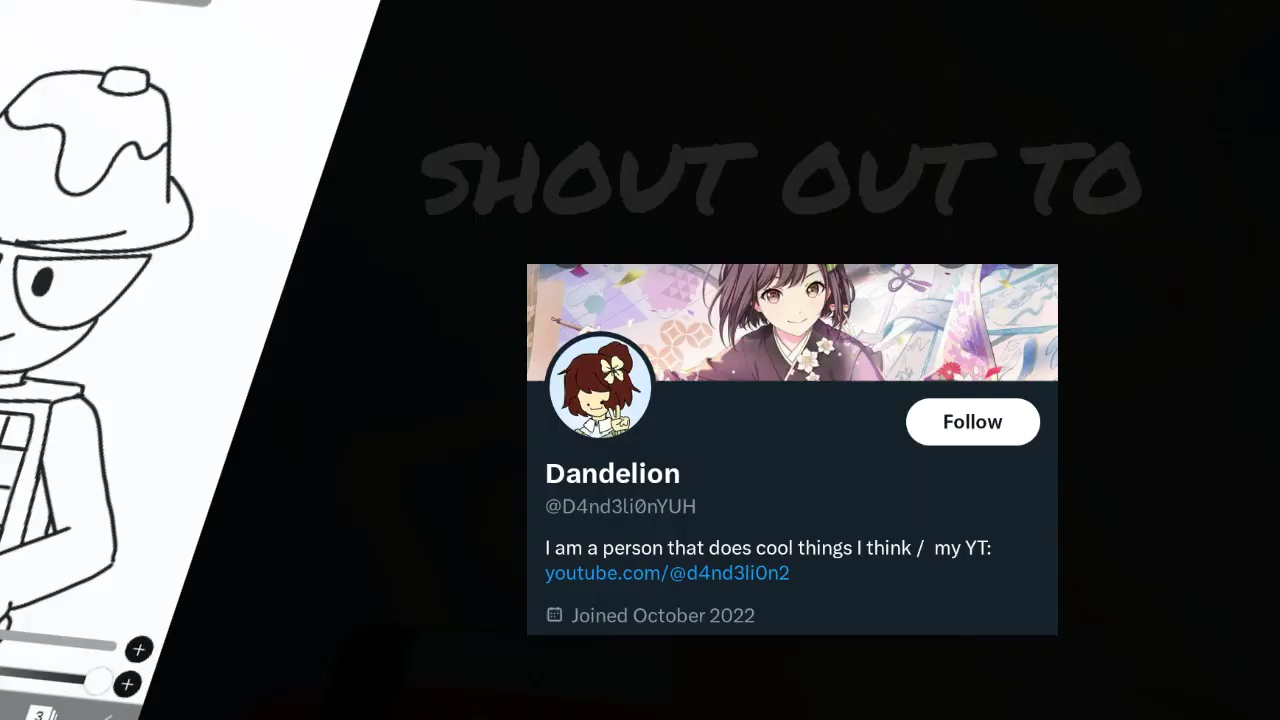 SHOUT OUT TO
Follow
Dandelion
@D4nd3li0nYUH
I am a person that does cool things I think /  my YT:
youtube.com/@d4nd3li0n2
Joined October 2022
3